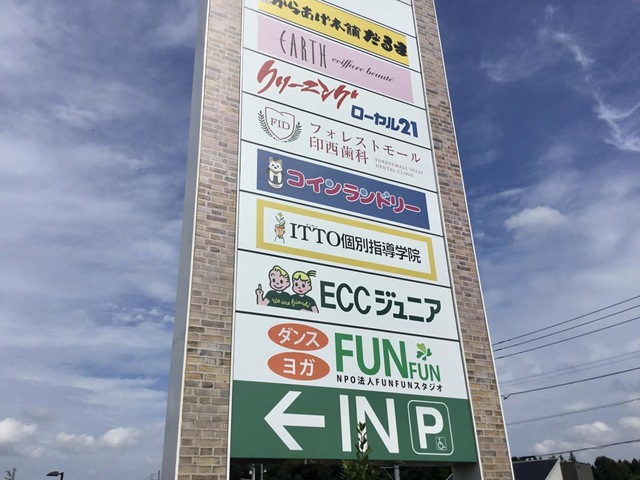 からあげ本舗 だるま
EARTH coiffure beauté
クリーニング
ローカル21
FID
フォレストモール
印西歯科
FORESTMALL INZAI
DENTAL CLINIC
コインランドリー
ITTO個別指導学院
We are friends!
ECCジュニア
ダンス
ヨガ
FUN FUN
NPO法人FUNFUNスタジオ
← IN P